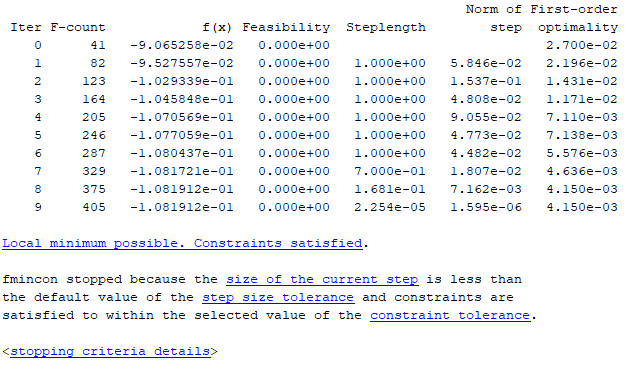 Norm of First-order
Iter F-count f(x) Feasibility Steplength step optimality
0 41 -9.065258e-02 0.000e+00 2.700e-02
1 82 -9.527557e-02 0.000e+00 1.000e+00 5.846e-02 2.196e-02
2 123 -1.029339e-01 0.000e+00 1.000e+00 1.537e-01 1.431e-02
3 164 -1.045848e-01 0.000e+00 1.000e+00 4.808e-02 1.171e-02
4 205 -1.070569e-01 0.000e+00 1.000e+00 9.055e-02 7.110e-03
5 246 -1.077059e-01 0.000e+00 1.000e+00 4.773e-02 7.138e-03
6 287 -1.080437e-01 0.000e+00 1.000e+00 4.482e-02 5.576e-03
7 329 -1.081721e-01 0.000e+00 7.000e-01 1.807e-02 4.636e-03
8 375 -1.081912e-01 0.000e+00 1.681e-01 7.162e-03 4.150e-03
9 405 -1.081912e-01 0.000e+00 2.254e-05 1.595e-06 4.150e-03
Local minimum possible. Constraints satisfied.
fmincon stopped because the size of the current step is less than
the default value of the step size tolerance and constraints are
satisfied to within the selected value of the constraint tolerance.
<stopping criteria details>